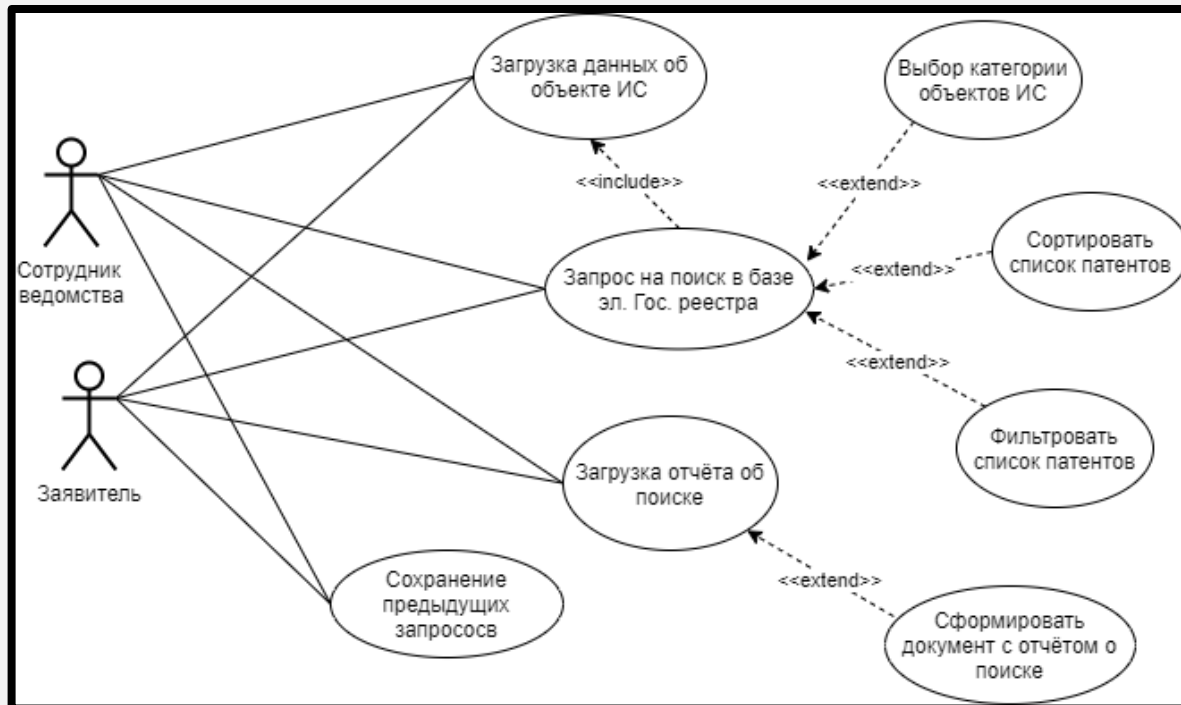 Загрузка данных об
объекте ИС
Выбор категории
объектов ИС
<<include>>
<<extend>>
Сотрудник
ведомства
Запрос на поиск в базе
эл. Гос. реестра
<<extend>>
Сортировать
список патентов
<<extend>>
Заявитель
Загрузка отчёта об
поиске
Фильтровать
список патентов
Сохранение
предыдущих
запрососв
<<extend>>
Сформировать
документ с отчётом о
поиске